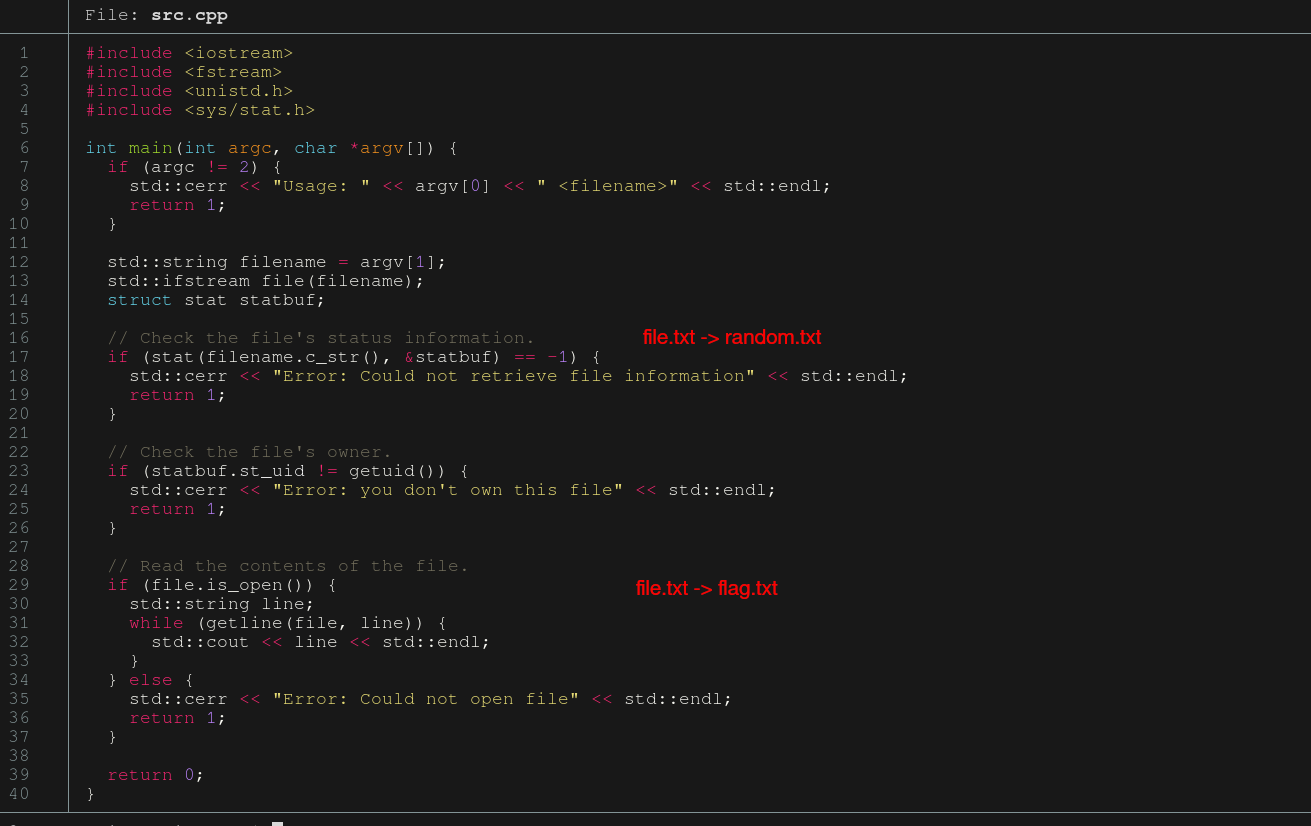 File: src.cpp
1 #include <iostream>
2 #include <fstream>
3 #include <unistd.h>
4 #include <sys/stat.h>
5
6 int main(int argc, char *argv[]) {
7   if (argc != 2) {
8     std::cerr << "Usage: " << argv[0] << " <filename>" << std::endl;
9     return 1;
10   }
11
12   std::string filename = argv[1];
13   std::ifstream file(filename);
14   struct stat statbuf;
15
16   // Check the file's status information. file.txt -> random.txt
17   if (stat(filename.c_str(), &statbuf) == -1) {
18     std::cerr << "Error: Could not retrieve file information" << std::endl;
19     return 1;
20   }
21
22   // Check the file's owner.
23   if (statbuf.st_uid != getuid()) {
24     std::cerr << "Error: you don't own this file" << std::endl;
25     return 1;
26   }
27
28   // Read the contents of the file.
29   if (file.is_open()) { file.txt -> flag.txt
30     std::string line;
31     while (getline(file, line)) {
32       std::cout << line << std::endl;
33     }
34   } else {
35     std::cerr << "Error: Could not open file" << std::endl;
36     return 1;
37   }
38
39   return 0;
40 }